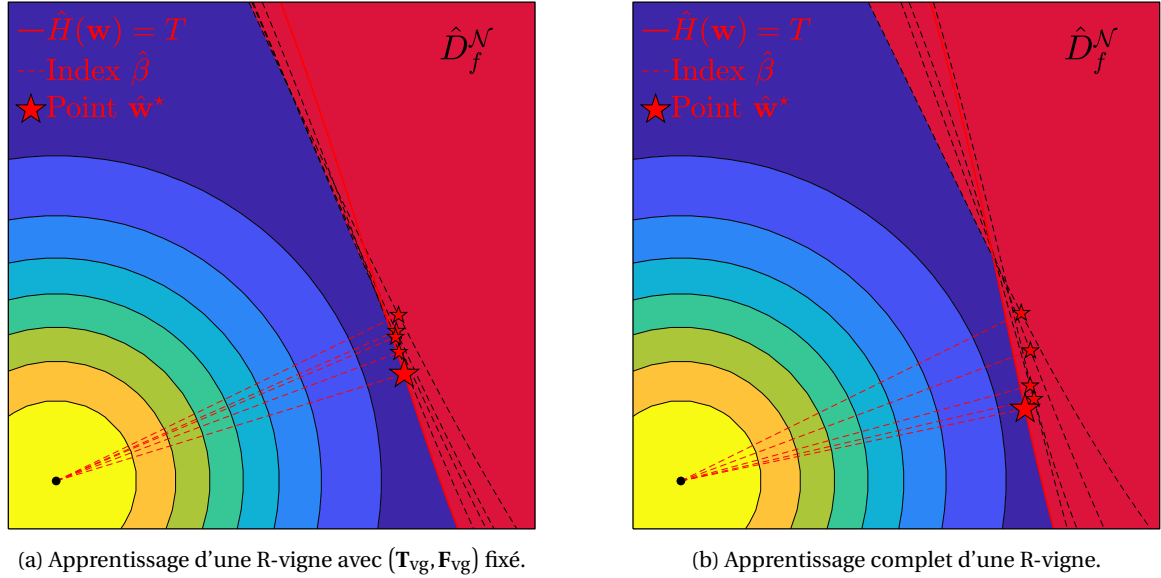 Ĥ(w) = T
Index β̂
Point ŵ⋆
D̂_f^𝒩
Ĥ(w) = T
Index β̂
Point ŵ⋆
D̂_f^𝒩
(a) Apprentissage d'une R-vigne avec (T_vg, F_vg) fixé.
(b) Apprentissage complet d'une R-vigne.